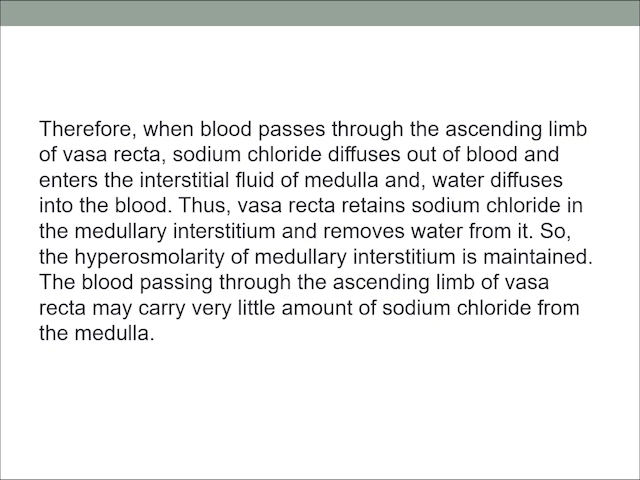 Therefore, when blood passes through the ascending limb
of vasa recta, sodium chloride diffuses out of blood and
enters the interstitial fluid of medulla and, water diffuses
into the blood. Thus, vasa recta retains sodium chloride in
the medullary interstitium and removes water from it. So,
the hyperosmolarity of medullary interstitium is maintained.
The blood passing through the ascending limb of vasa
recta may carry very little amount of sodium chloride from
the medulla.